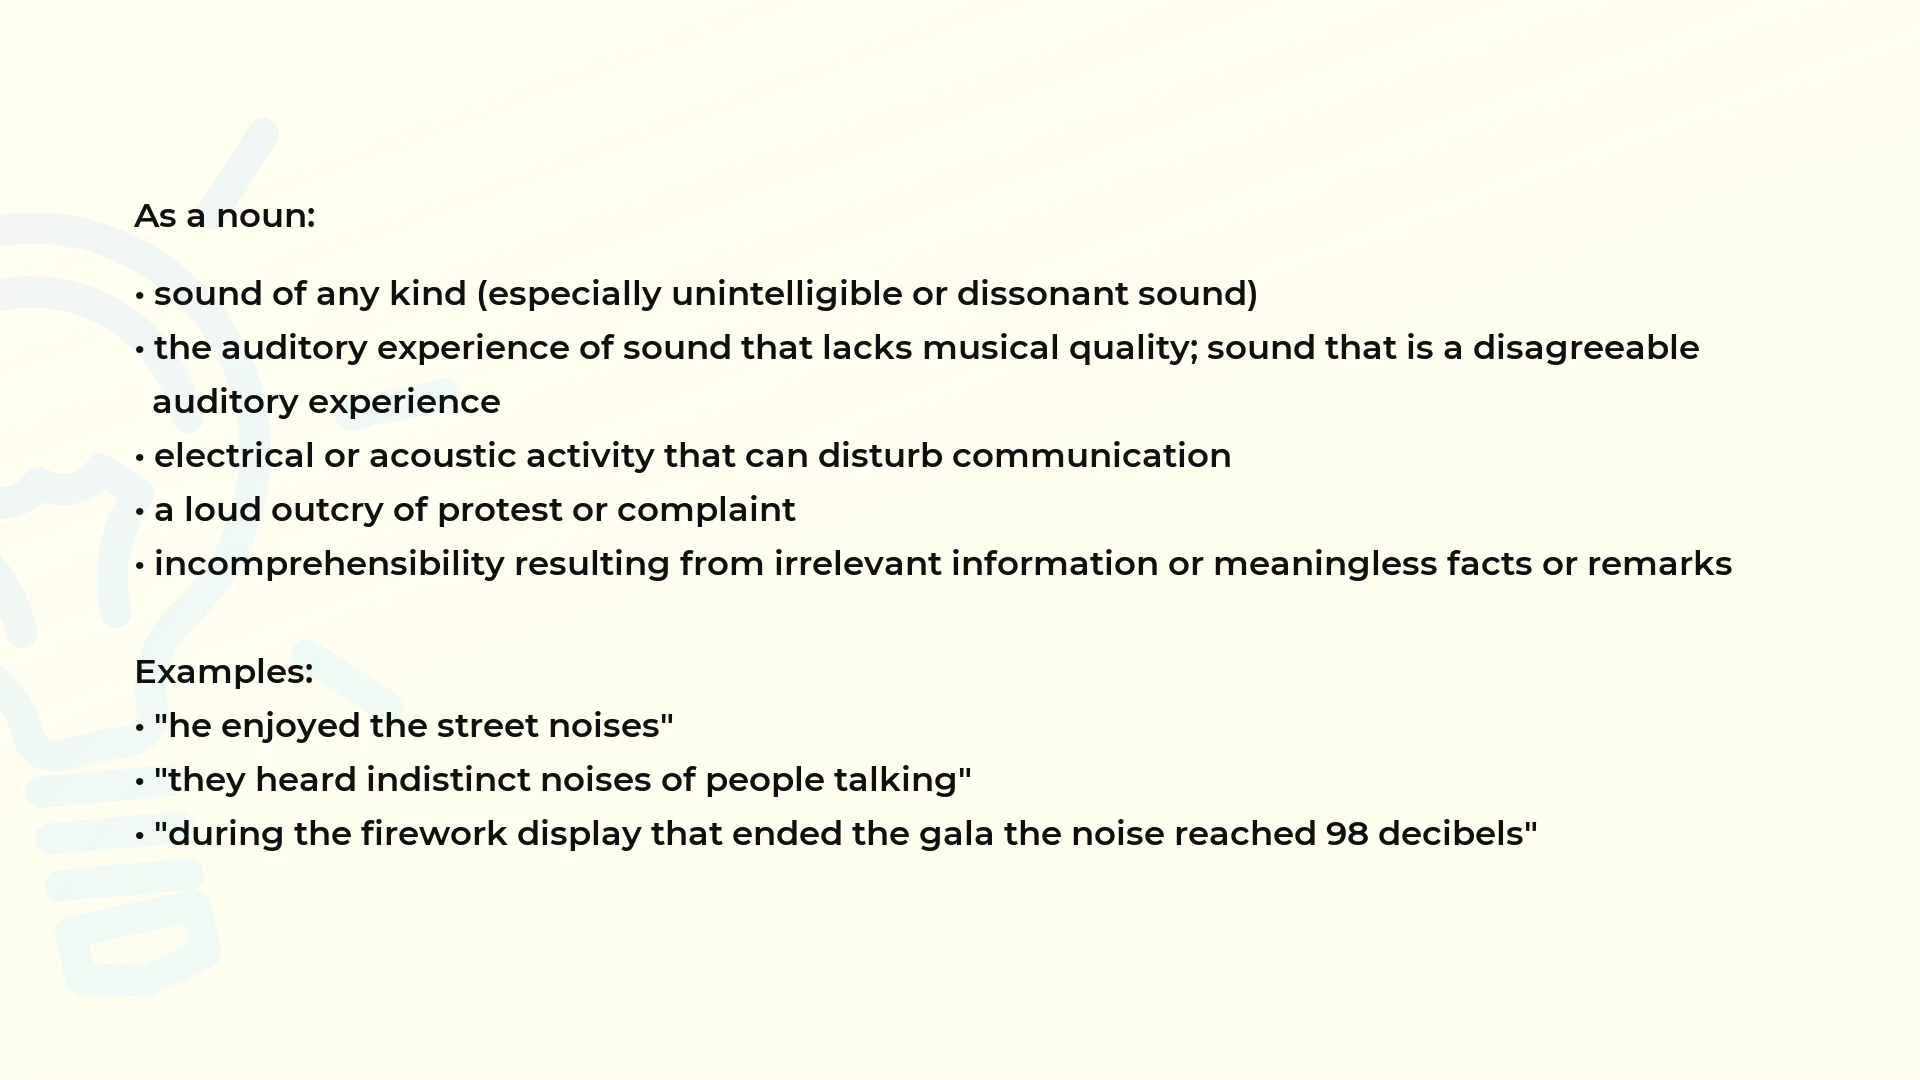 As a noun:
• sound of any kind (especially unintelligible or dissonant sound)
• the auditory experience of sound that lacks musical quality; sound that is a disagreeable
auditory experience
• electrical or acoustic activity that can disturb communication
• a loud outcry of protest or complaint
• incomprehensibility resulting from irrelevant information or meaningless facts or remarks
Examples:
• "he enjoyed the street noises"
• "they heard indistinct noises of people talking"
• "during the firework display that ended the gala the noise reached 98 decibels"